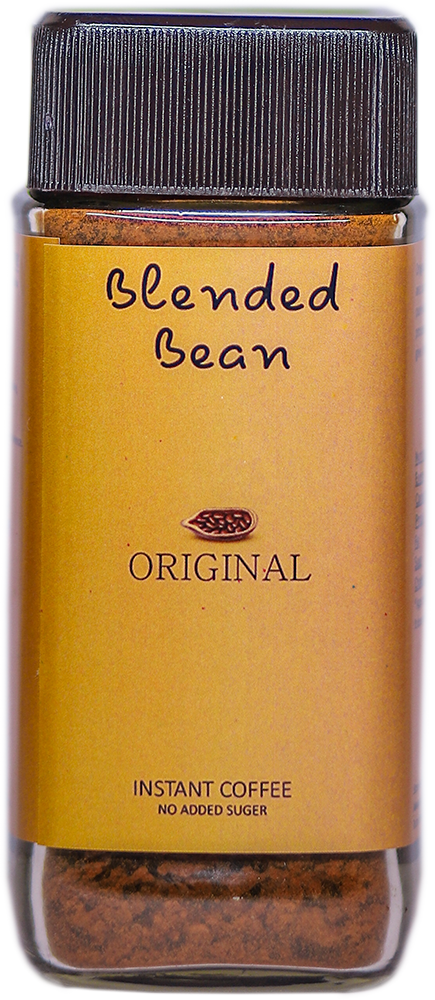 Blended
Bean
ORIGINAL
INSTANT COFFEE
NO ADDED SUGER